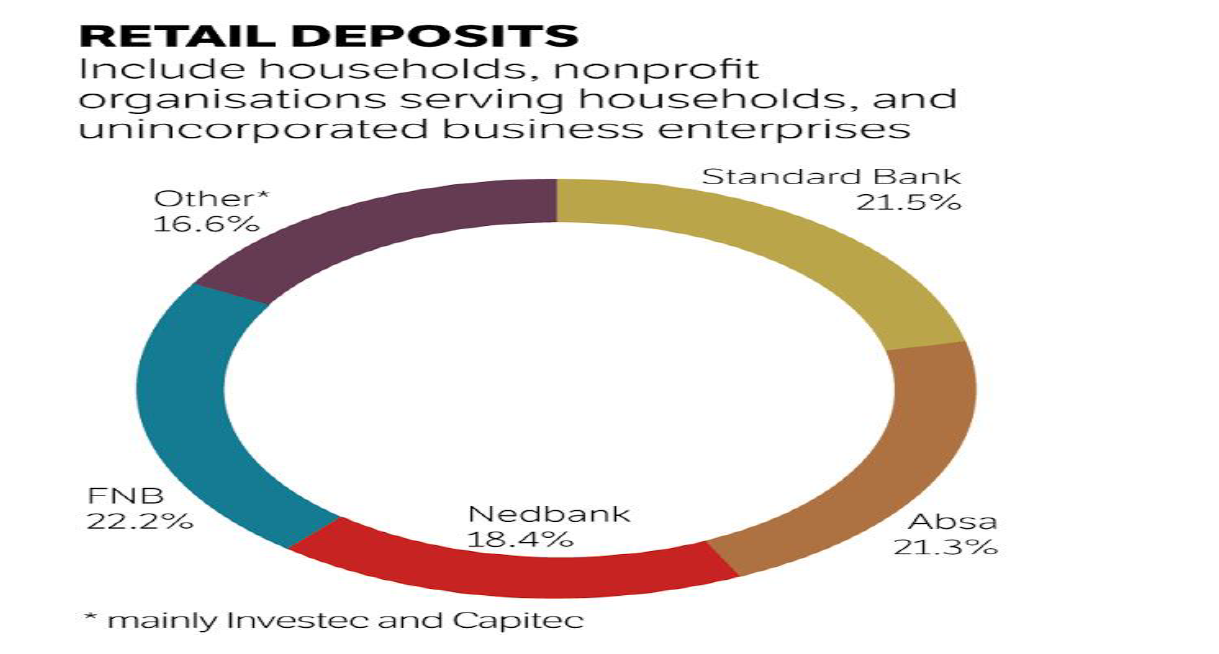 RETAIL DEPOSITS
Include households, nonprofit
organisations serving households, and
unincorporated business enterprises
Standard Bank
21.5%
Other*
16.6%
FNB
22.2%
Nedbank
18.4%
Absa
21.3%
* mainly Investec and Capitec